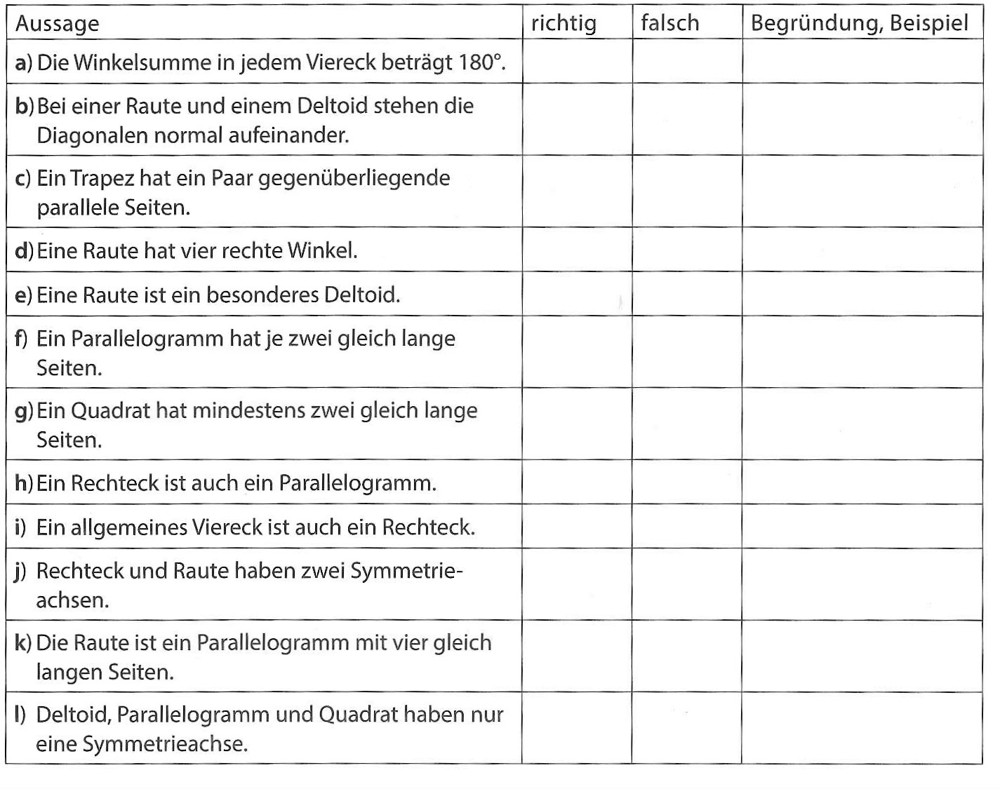 Aussage richtig falsch Begründung, Beispiel
a) Die Winkelsumme in jedem Viereck beträgt 180°.
b) Bei einer Raute und einem Deltoid stehen die
Diagonalen normal aufeinander.
c) Ein Trapez hat ein Paar gegenüberliegende
parallele Seiten.
d) Eine Raute hat vier rechte Winkel.
e) Eine Raute ist ein besonderes Deltoid.
f) Ein Parallelogramm hat je zwei gleich lange
Seiten.
g) Ein Quadrat hat mindestens zwei gleich lange
Seiten.
h) Ein Rechteck ist auch ein Parallelogramm.
i) Ein allgemeines Viereck ist auch ein Rechteck.
j) Rechteck und Raute haben zwei Symmetrie-
achsen.
k) Die Raute ist ein Parallelogramm mit vier gleich
langen Seiten.
l) Deltoid, Parallelogramm und Quadrat haben nur
eine Symmetrieachse.